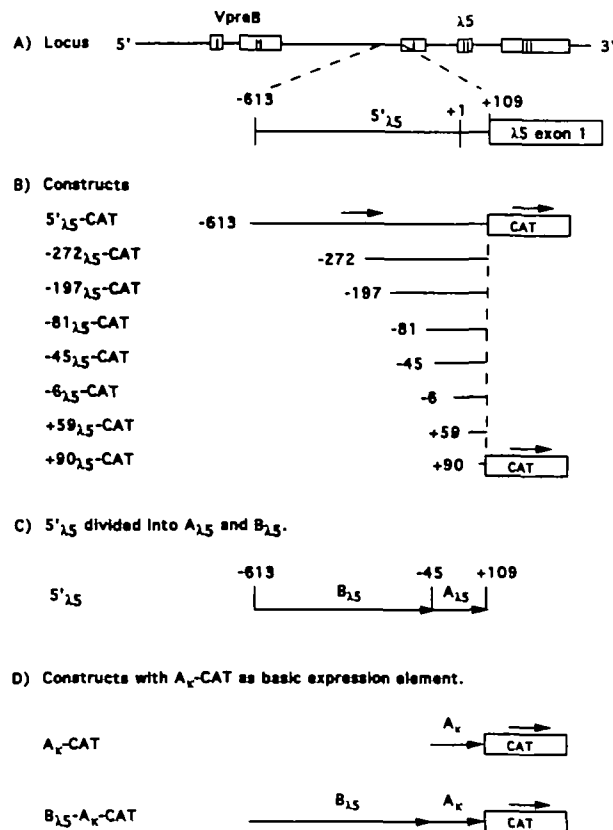 VpreB
λ5
A) Locus 5' 3'
-613 +109
5'λ5 +1
λ5 exon 1
B) Constructs
5'λ5-CAT -613 CAT
-272λ5-CAT -272
-197λ5-CAT -197
-81λ5-CAT -81
-45λ5-CAT -45
-6λ5-CAT -6
+59λ5-CAT +59
+90λ5-CAT +90 CAT
C) 5'λ5 divided into Aλ5 and Bλ5.
-613 -45 +109
5'λ5 Bλ5 Aλ5
D) Constructs with Aκ-CAT as basic expression element.
Aκ
Aκ-CAT CAT
Bλ5 Aκ
Bλ5-Aκ-CAT CAT